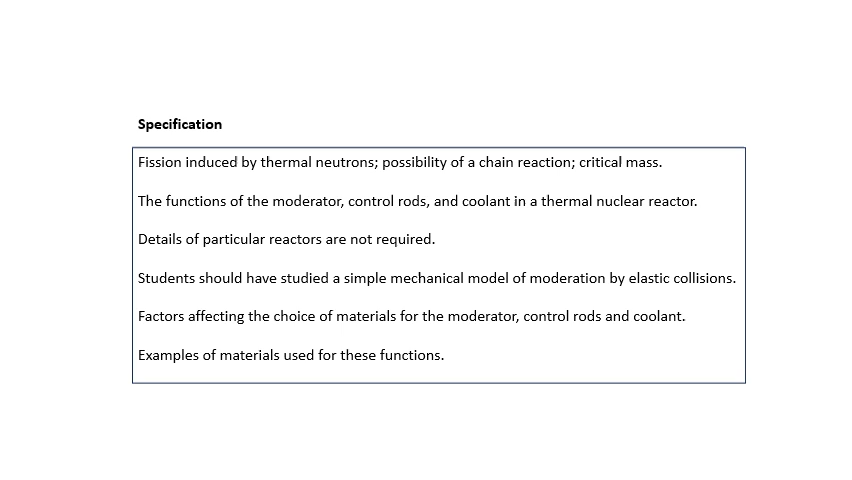 Specification
Fission induced by thermal neutrons; possibility of a chain reaction; critical mass.
The functions of the moderator, control rods, and coolant in a thermal nuclear reactor.
Details of particular reactors are not required.
Students should have studied a simple mechanical model of moderation by elastic collisions.
Factors affecting the choice of materials for the moderator, control rods and coolant.
Examples of materials used for these functions.